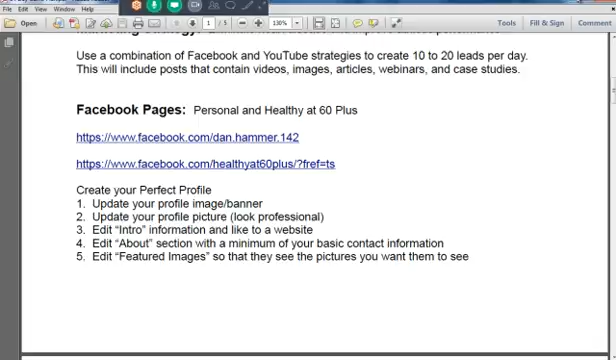 File Edit View Window Help
Open
1 / 5
130%
Tools
Fill & Sign
Comment
Use a combination of Facebook and YouTube strategies to create 10 to 20 leads per day.
This will include posts that contain videos, images, articles, webinars, and case studies.
Facebook Pages: Personal and Healthy at 60 Plus
https://www.facebook.com/dan.hammer.142
https://www.facebook.com/healthyat60plus/?fref=ts
Create your Perfect Profile
1. Update your profile image/banner
2. Update your profile picture (look professional)
3. Edit “Intro” information and like to a website
4. Edit “About” section with a minimum of your basic contact information
5. Edit “Featured Images” so that they see the pictures you want them to see